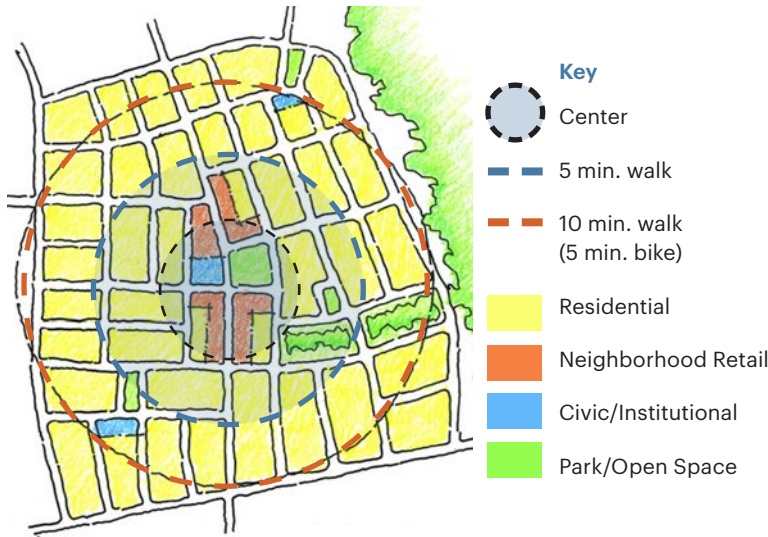 Key
Center
5 min. walk
10 min. walk
(5 min. bike)
Residential
Neighborhood Retail
Civic/Institutional
Park/Open Space